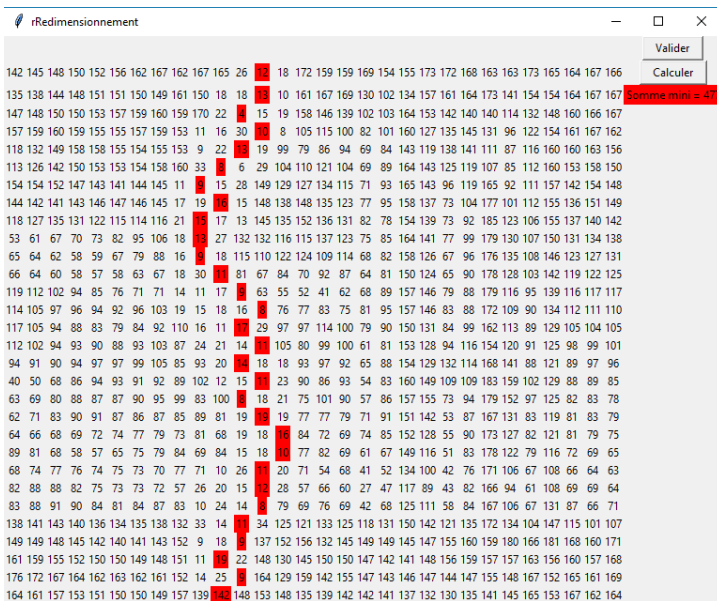 rRedimensionnement
Valider
142 145 148 150 152 156 162 167 162 167 165 26 12 18 172 159 159 169 154 155 173 172 168 163 163 173 165 164 167 166
Calculer
135 138 144 148 151 151 150 149 161 150 18 18 13 10 161 167 169 130 102 134 157 161 164 173 141 154 154 164 167 167
Somme mini = 47
147 148 150 150 153 157 159 160 159 170 22 4 15 19 158 146 139 102 103 164 153 142 140 140 114 132 148 160 166 167
157 159 160 159 155 155 157 159 153 11 16 30 10 8 105 115 100 82 101 160 127 135 145 131 96 122 154 161 167 162
118 132 149 158 158 155 154 155 153 9 22 13 19 99 79 86 94 69 84 143 119 138 141 111 87 116 160 160 163 156
113 126 142 150 153 153 154 158 160 33 8 6 29 104 110 121 104 69 89 164 143 125 119 107 85 112 160 153 158 150
154 154 152 147 143 141 144 145 11 9 15 28 149 129 127 134 115 71 93 165 143 96 119 165 92 111 157 142 154 148
144 142 141 143 146 147 146 145 17 19 16 15 148 138 148 135 123 77 95 158 137 73 104 177 101 112 155 136 151 149
118 127 135 131 122 115 114 116 21 15 17 13 145 135 152 136 131 82 78 154 139 73 92 185 123 106 155 137 140 142
53 61 67 70 73 82 95 106 18 13 27 132 132 116 115 137 123 75 85 164 141 77 99 179 130 107 150 131 134 138
65 64 62 58 59 67 79 88 16 9 18 115 110 122 124 109 114 68 82 158 126 67 96 176 135 108 146 123 127 131
66 64 60 58 57 58 63 67 18 30 11 81 67 84 70 92 87 64 81 150 124 65 90 178 128 103 142 119 122 125
119 112 102 94 85 76 71 71 14 11 17 9 63 55 52 41 62 68 89 157 146 79 88 179 116 95 139 116 117 117
114 105 97 96 94 92 96 103 19 15 18 16 8 76 77 83 75 81 95 157 146 83 88 172 109 90 134 112 111 110
117 105 94 88 83 79 84 92 110 16 11 17 29 97 97 114 100 79 90 150 131 84 99 162 113 89 129 105 104 105
112 102 94 93 90 88 93 103 87 24 21 14 11 105 80 99 100 61 81 153 128 94 116 154 120 91 125 98 99 101
94 91 90 94 97 97 99 105 85 93 20 14 18 18 93 97 92 65 88 154 129 132 114 168 141 88 121 89 97 96
40 50 68 86 94 93 91 92 89 102 12 15 11 23 90 86 93 54 83 160 149 109 109 183 159 102 129 88 89 85
63 69 80 88 87 87 90 95 99 83 100 8 18 21 75 101 90 57 86 157 155 73 94 179 152 97 125 82 83 78
62 71 83 90 91 87 86 87 85 89 81 19 19 19 77 77 79 71 91 151 142 53 87 167 131 83 119 81 83 79
64 66 68 69 72 74 77 79 73 81 68 19 18 16 84 72 69 74 85 152 128 55 90 173 127 82 121 81 79 75
89 81 68 58 57 65 75 79 84 69 84 15 18 10 77 82 69 61 67 149 116 51 83 178 122 79 116 72 69 65
68 74 77 76 74 75 73 70 77 71 10 26 11 20 71 54 68 41 52 134 100 42 76 171 106 67 108 66 64 63
82 88 88 82 75 73 73 72 57 26 20 15 12 28 57 66 60 27 47 117 89 43 82 166 94 61 108 69 69 64
83 88 91 90 84 81 84 87 83 10 24 14 8 79 69 76 69 42 68 125 111 58 84 167 106 67 131 87 66 71
138 141 143 140 136 134 135 138 132 33 14 11 34 125 121 133 125 118 131 150 142 121 135 172 134 104 147 115 101 107
149 149 148 145 142 140 141 143 152 9 18 9 137 152 156 132 145 149 149 145 147 155 160 159 180 166 181 168 160 171
161 159 155 152 150 150 149 148 151 11 19 22 148 130 145 150 150 147 142 141 148 156 159 157 157 163 156 160 157 168
176 172 167 164 162 163 162 161 152 14 25 9 164 129 159 142 155 147 143 146 147 144 147 155 148 167 152 165 161 169
164 161 157 153 151 150 150 149 157 139 142 148 153 148 135 139 142 142 141 137 132 130 135 141 145 165 153 167 162 164